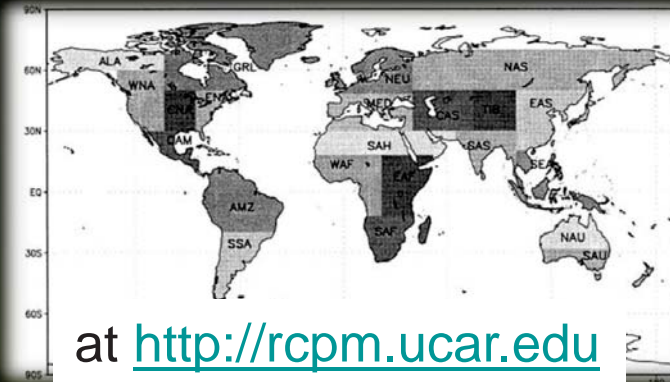 90N
ALA
GRL
60N
WNA
CNA
ENA
NEU
NAS
MED
CAS
TIB
EAS
30N
CAM
SAH
SAS
WAF
EAF
SEA
EQ
AMZ
SAF
SSA
NAU
SAU
30S
60S
90S
at http://rcpm.ucar.edu